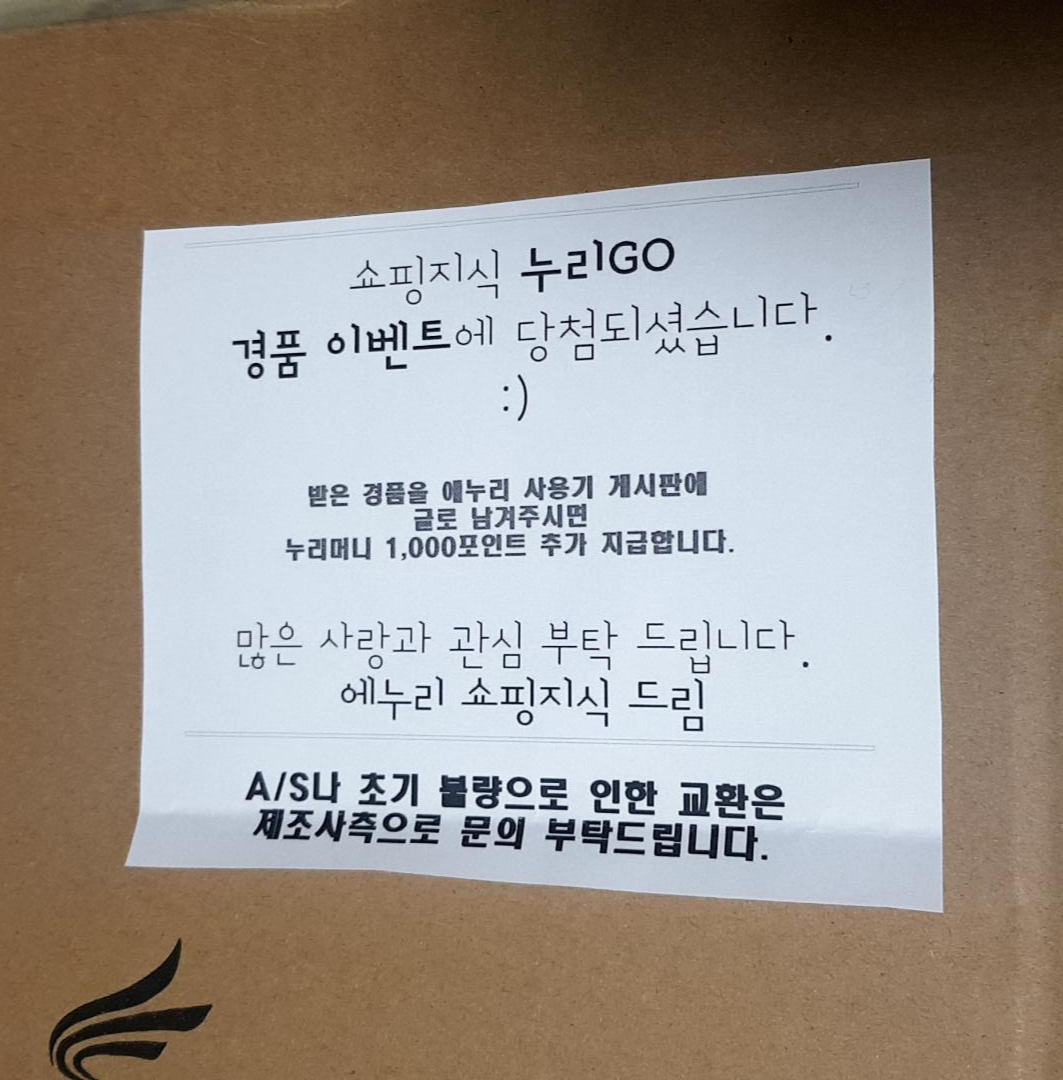 쇼핑지식 누리GO
경품 이벤트에 당첨되셨습니다.
:)
받은 경품을 에누리 사용기 게시판에
글로 남겨주시면
누리머니 1,000포인트 추가 지급합니다.
많은 사랑과 관심 부탁 드립니다.
에누리 쇼핑지식 드림
A/S나 초기 불량으로 인한 교환은
제조사측으로 문의 부탁드립니다.